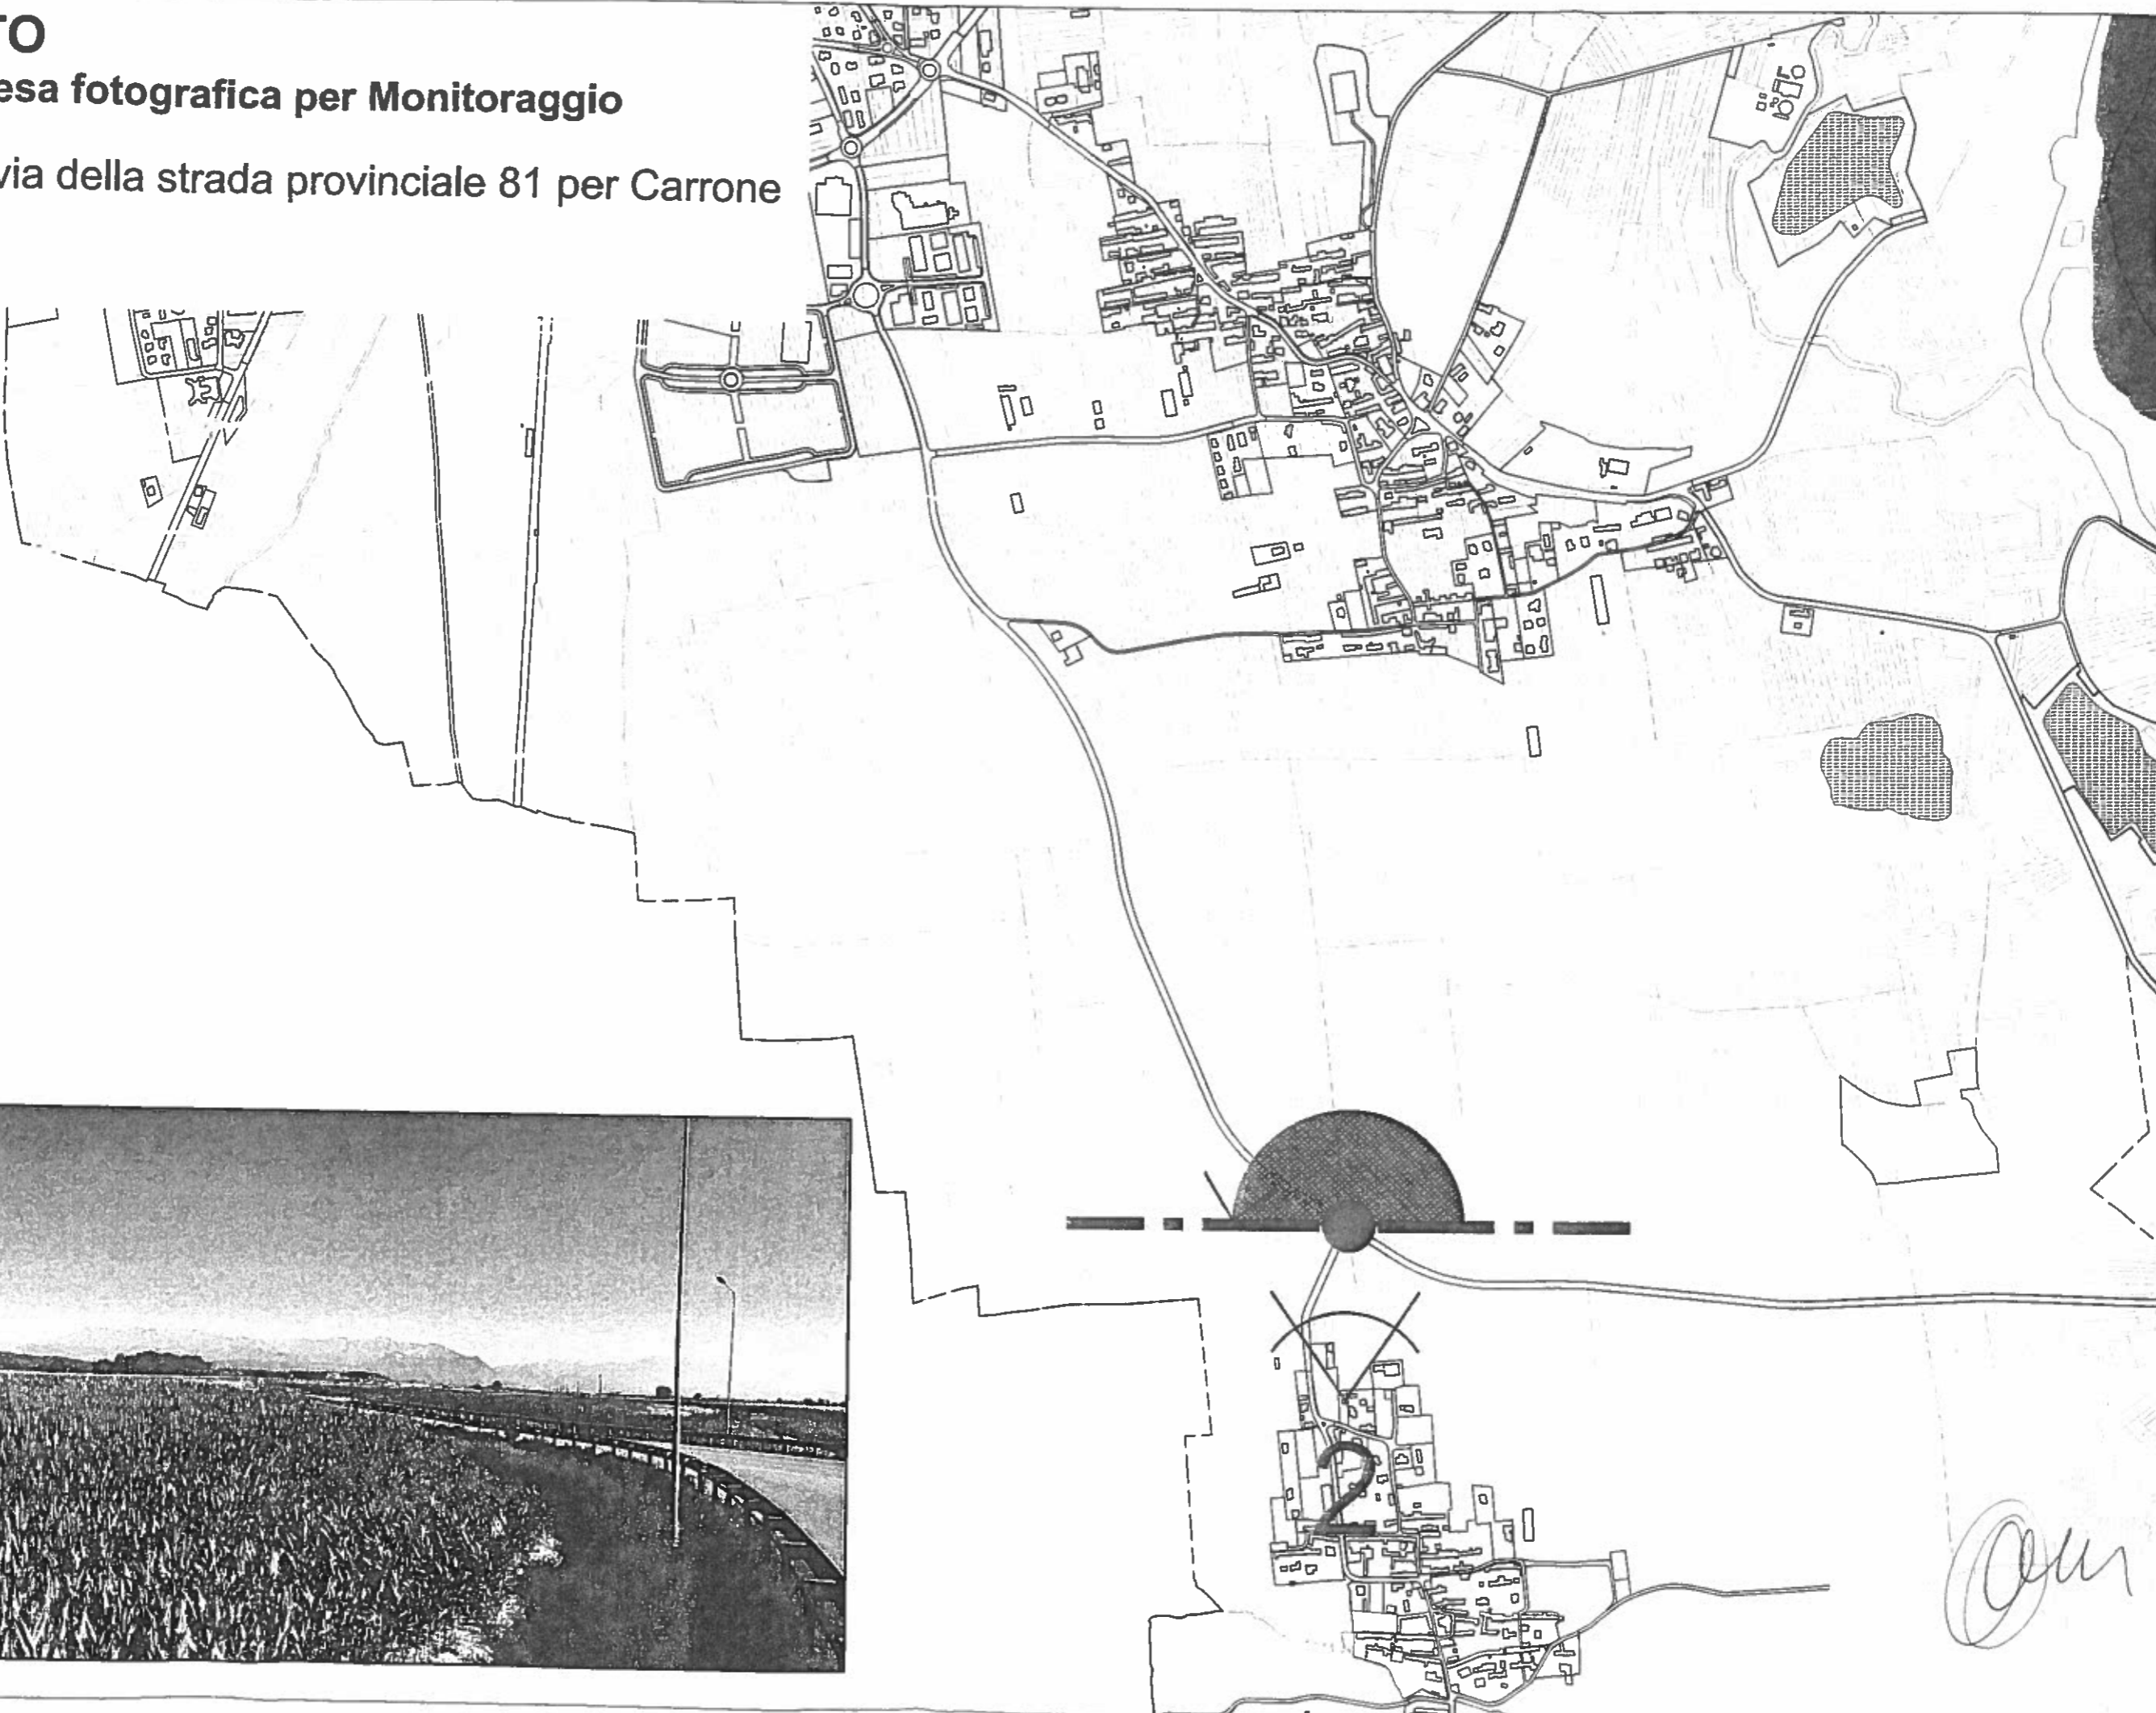 TO
esa fotografica per Monitoraggio
via della strada provinciale 81 per Carrone
2